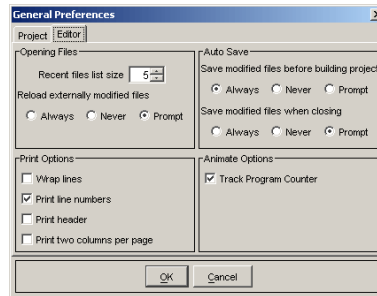 General Preferences
Project Editor
Opening Files
Recent files list size 5
Reload externally modified files
Always Never Prompt
Print Options
Wrap lines
Print line numbers
Print header
Print two columns per page
Auto Save
Save modified files before building project
Always Never Prompt
Save modified files when closing
Always Never Prompt
Animate Options
Track Program Counter
OK Cancel